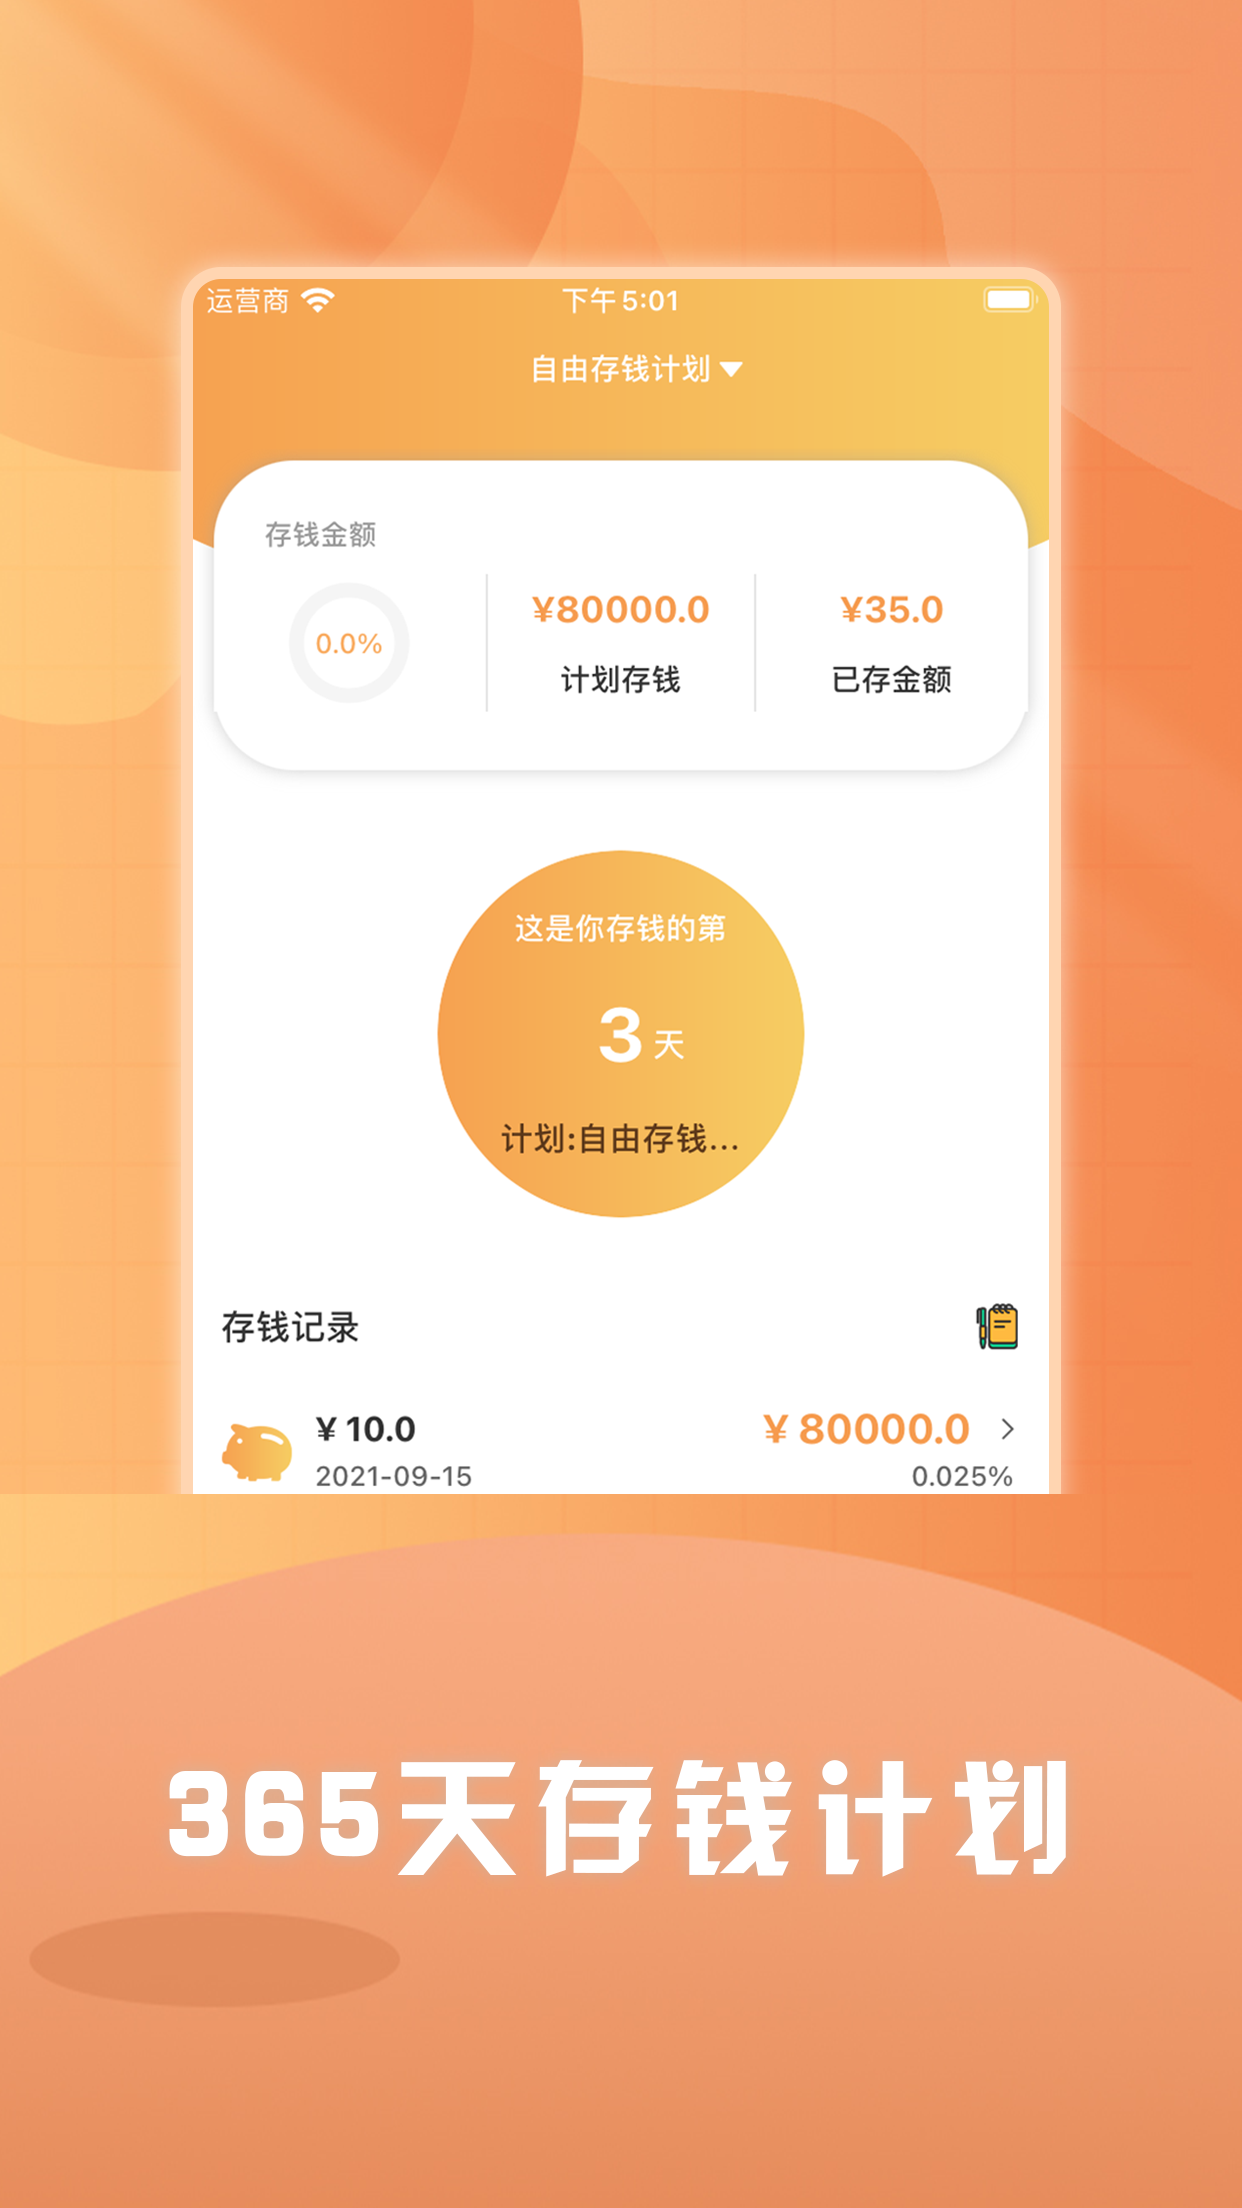 运营商
下午5:01
自由存钱计划
存钱金额
0.0%
¥80000.0
计划存钱
¥35.0
已存金额
这是你存钱的第
3 天
计划:自由存钱...
存钱记录
¥ 10.0
¥ 80000.0
2021-09-15
0.025%
365天存钱计划